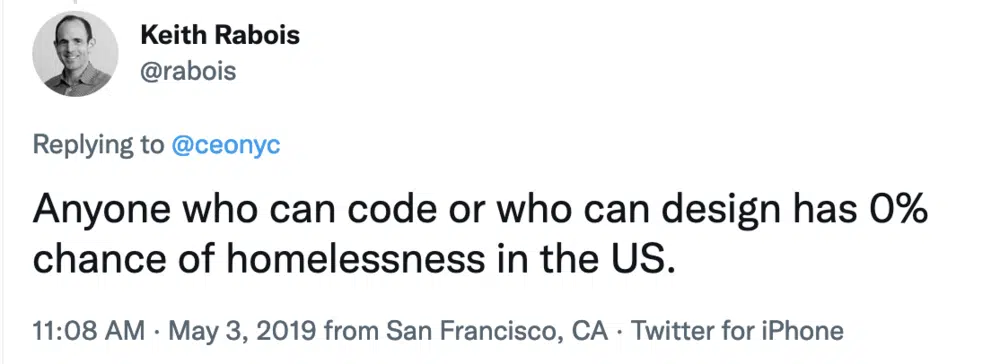 Keith Rabois
@rabois
Replying to @ceonyc
Anyone who can code or who can design has 0%
chance of homelessness in the US.
11:08 AM · May 3, 2019 from San Francisco, CA · Twitter for iPhone